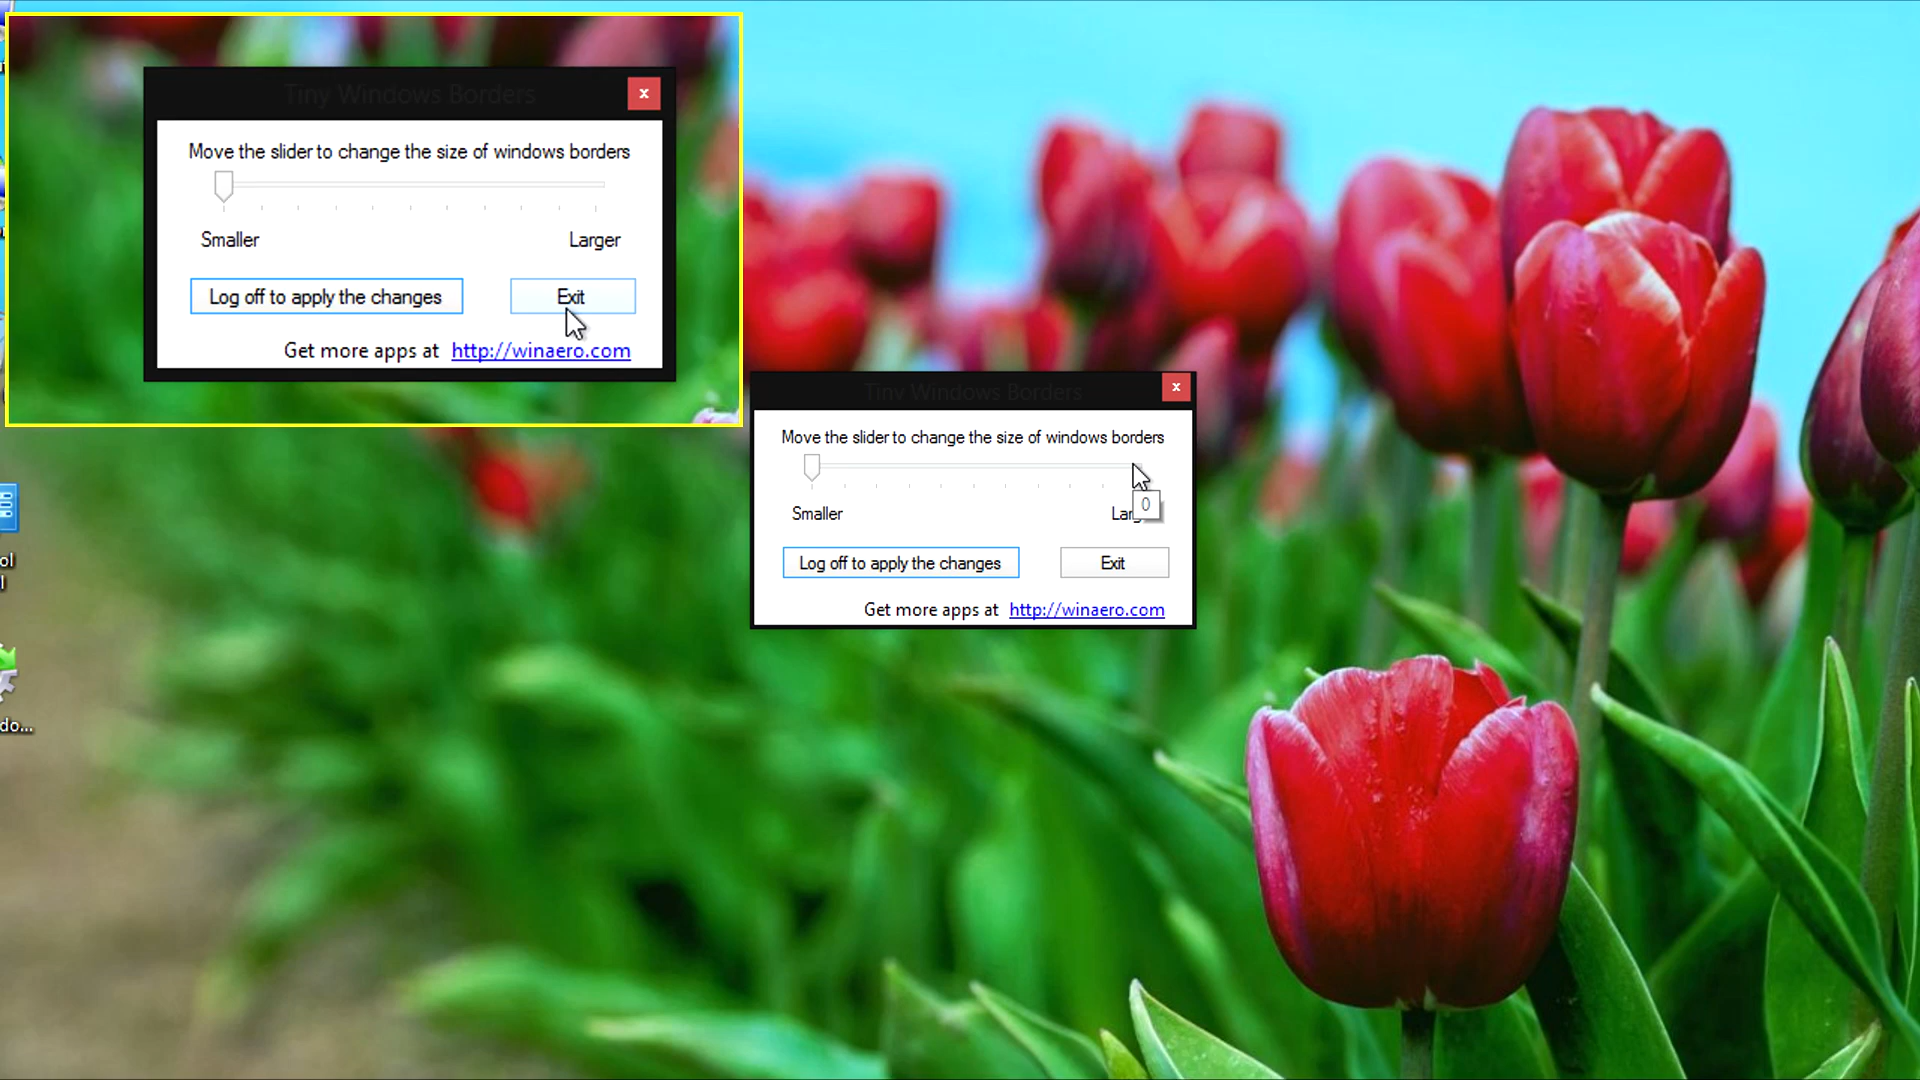 Tiny Windows Borders
x
Move the slider to change the size of windows borders
Smaller Larger
Log off to apply the changes Exit
Get more apps at http://winaero.com
Tiny Windows Borders
x
Move the slider to change the size of windows borders
0
Smaller
Log off to apply the changes Exit
Get more apps at http://winaero.com
ol
l
do...